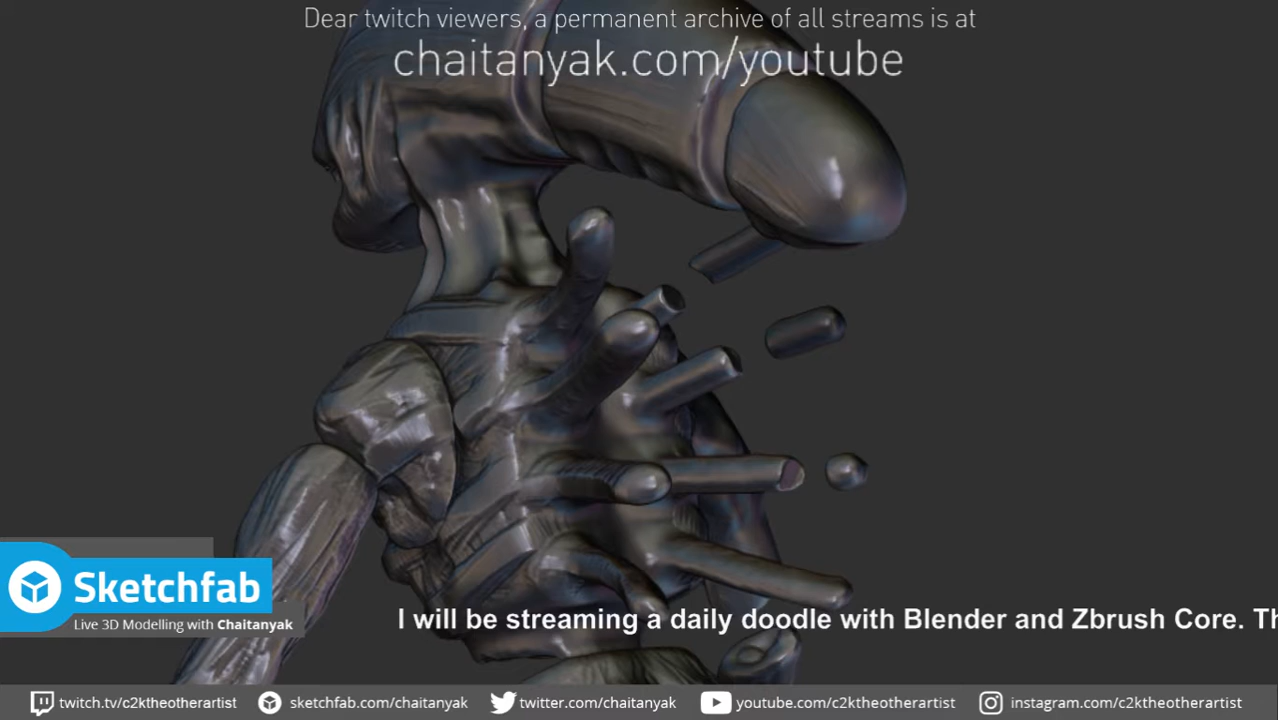 Dear twitch viewers, a permanent archive of all streams is at
chaitanyak.com/youtube
Sketchfab
Live 3D Modelling with Chaitanyak
I will be streaming a daily doodle with Blender and Zbrush Core. Th
twitch.tv/c2ktheotherartist sketchfab.com/chaitanyak twitter.com/chaitanyak youtube.com/c2ktheotherartist instagram.com/c2ktheotherartist